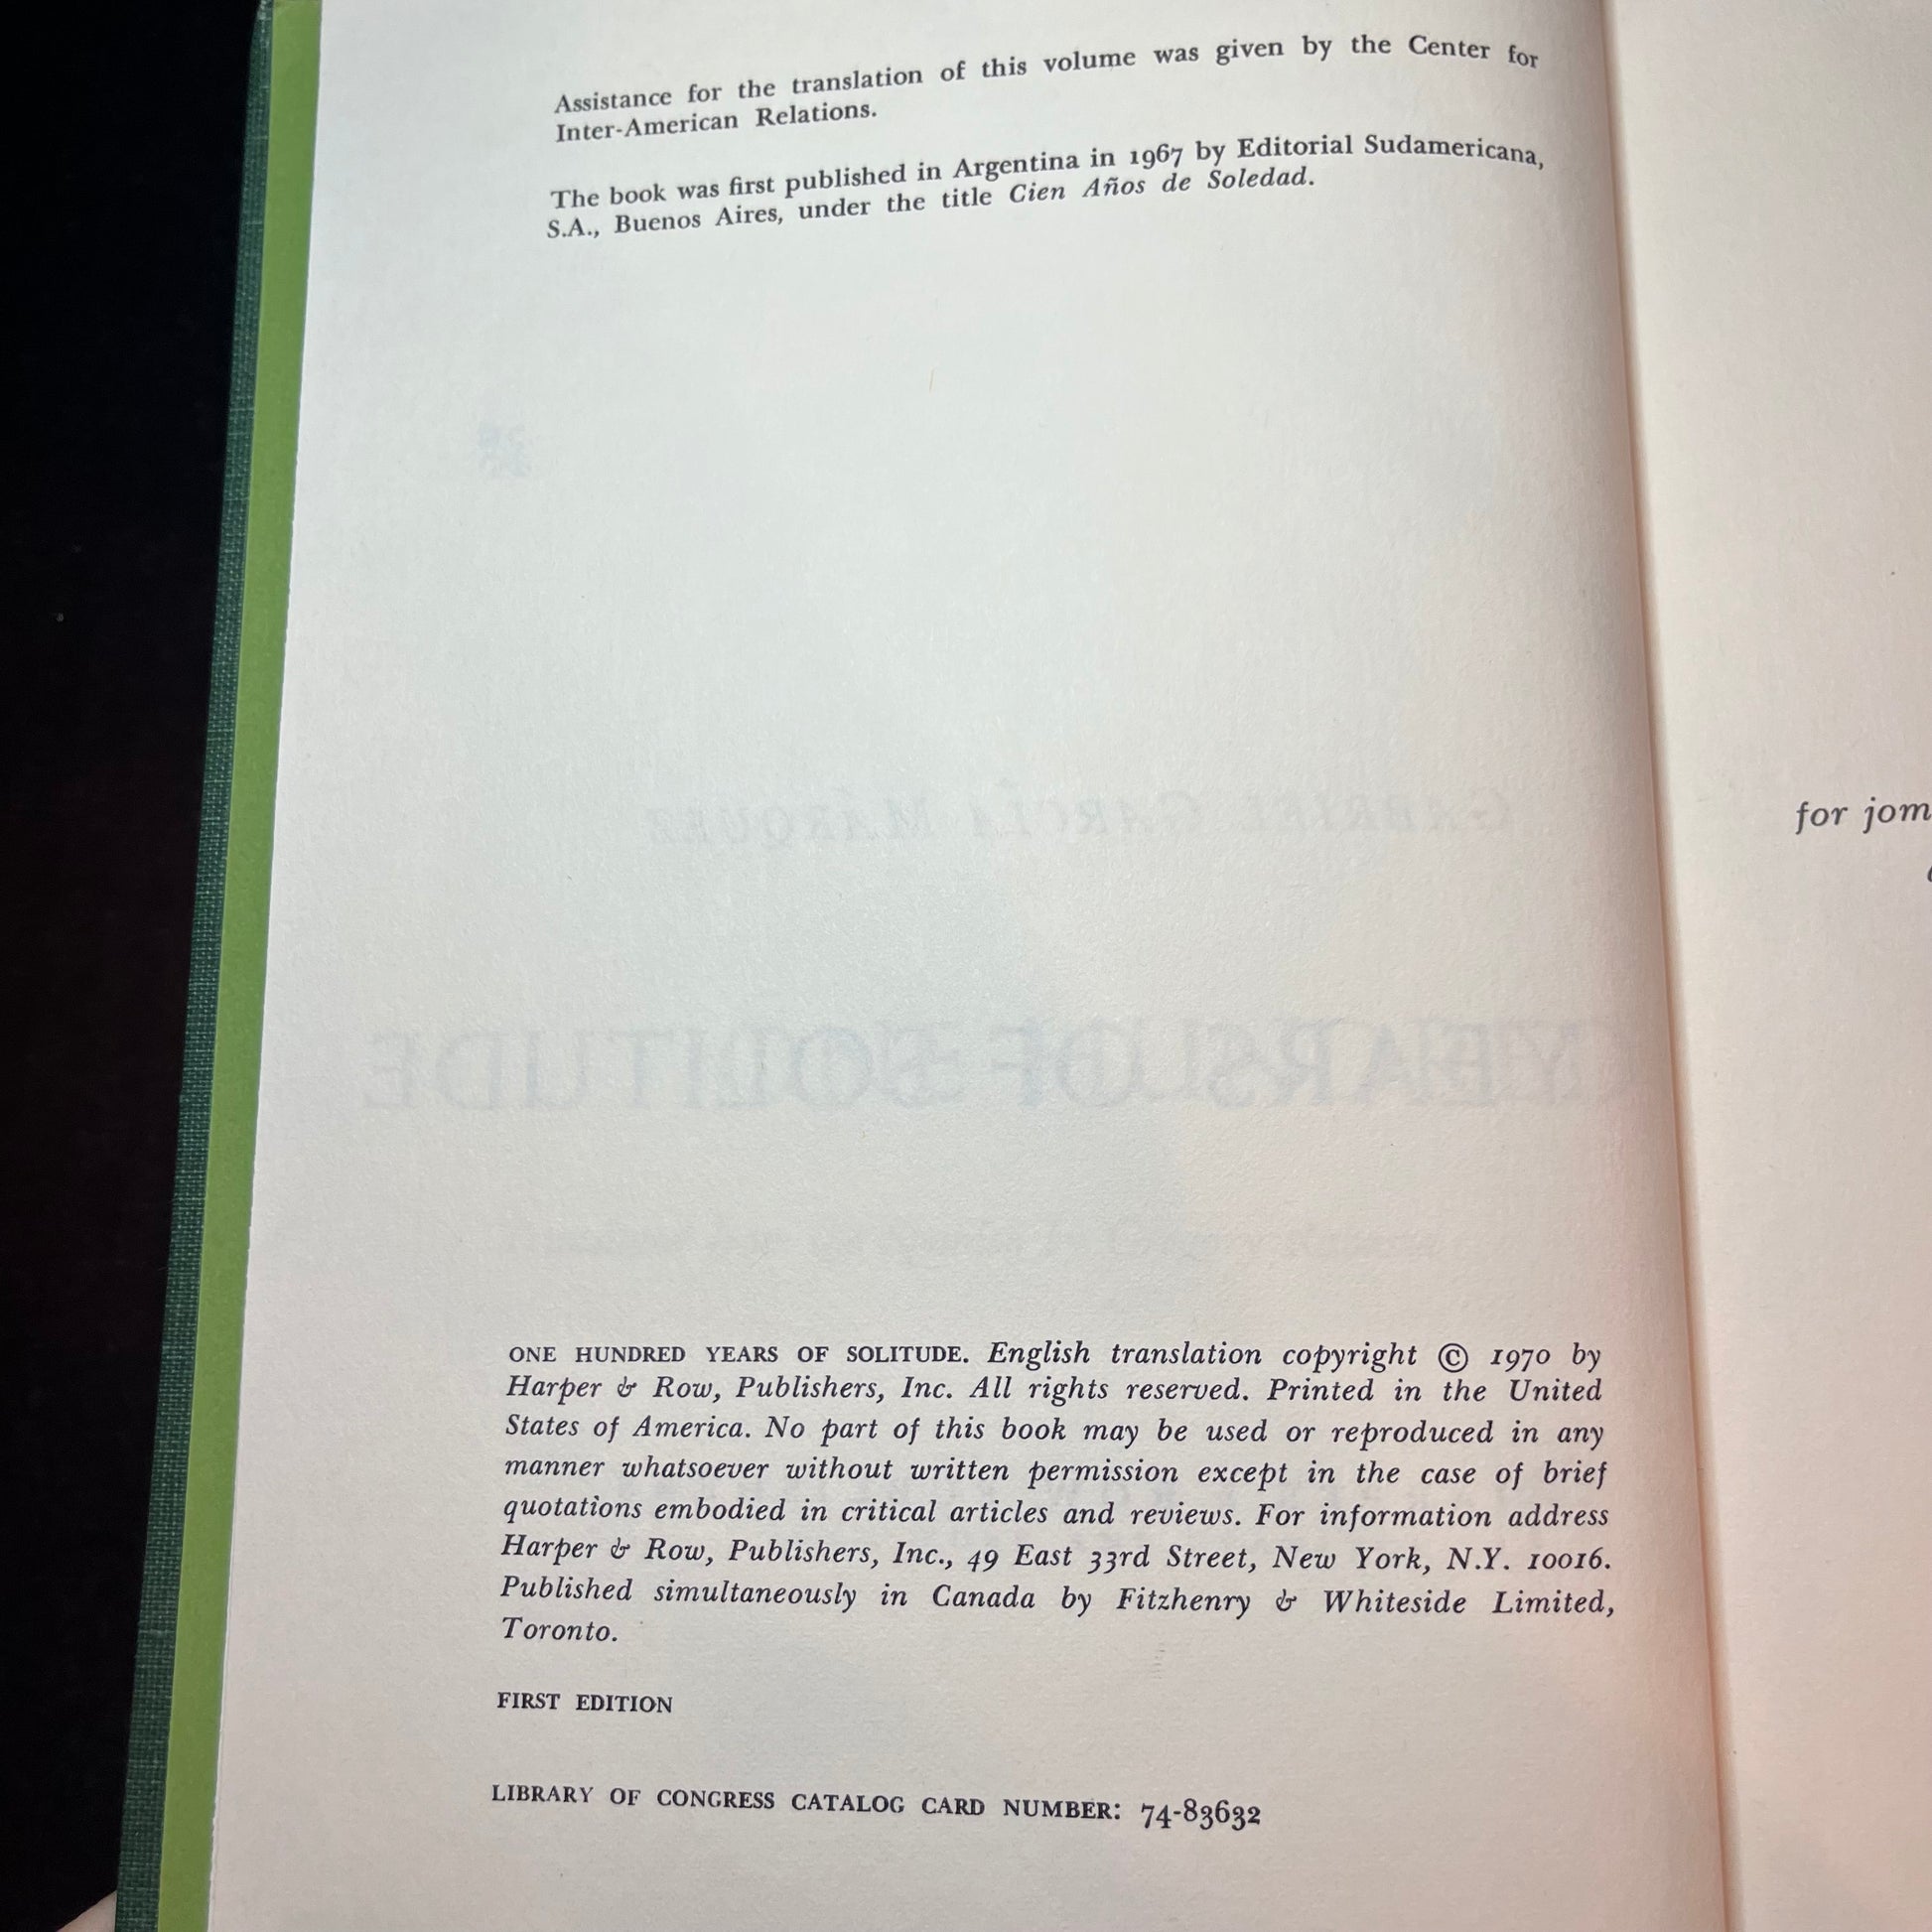 Assistance for the translation of this volume was given by the Center for
Inter-American Relations.
The book was first published in Argentina in 1967 by Editorial Sudamericana,
S.A., Buenos Aires, under the title Cien Años de Soledad.
GABRIEL GARCÍA MÁRQUEZ
YEARS OF SOLITUDE
for jom
ONE HUNDRED YEARS OF SOLITUDE. English translation copyright © 1970 by
Harper & Row, Publishers, Inc. All rights reserved. Printed in the United
States of America. No part of this book may be used or reproduced in any
manner whatsoever without written permission except in the case of brief
quotations embodied in critical articles and reviews. For information address
Harper & Row, Publishers, Inc., 49 East 33rd Street, New York, N.Y. 10016.
Published simultaneously in Canada by Fitzhenry & Whiteside Limited,
Toronto.
FIRST EDITION
LIBRARY OF CONGRESS CATALOG CARD NUMBER: 74-83632